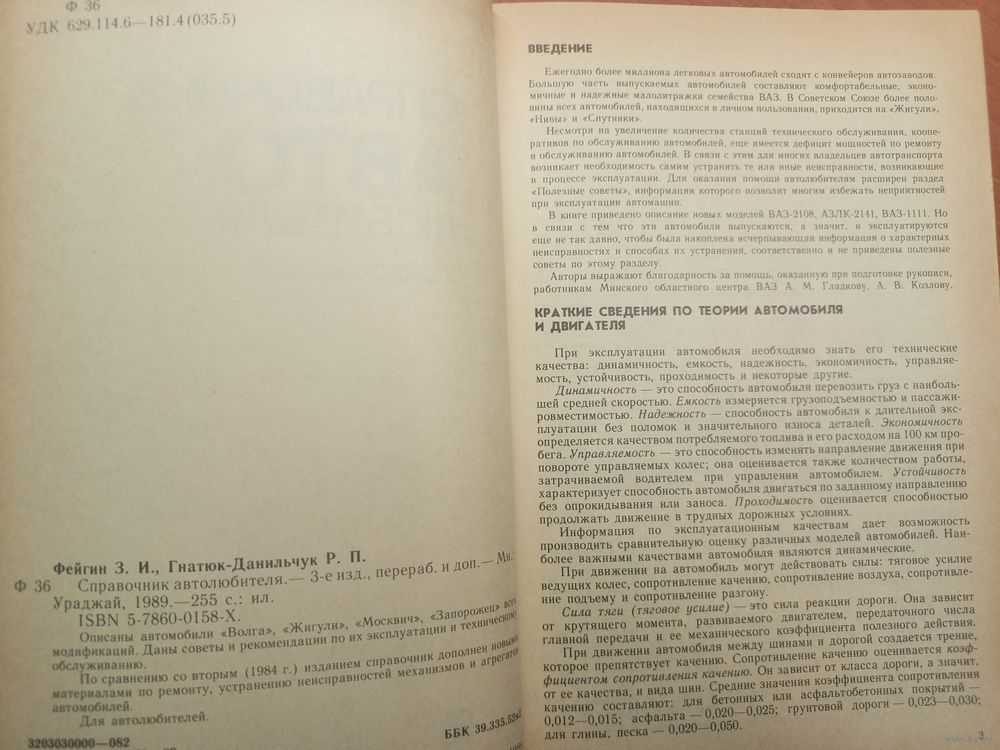 Ф 36
УДК 629.114.6—181.4(035.5)
Фейгин З. И., Гнатюк-Данильчук Р. П.
Ф 36 Справочник автолюбителя.— 3-е изд., перераб. и доп.— Мн.:
Ураджай, 1989.—255 с.: ил.
ISBN 5-7860-0158-X.
Описаны автомобили «Волга», «Жигули», «Москвич», «Запорожец» всех
модификаций. Даны советы и рекомендации по их эксплуатации и техническому
обслуживанию.
По сравнению со вторым (1984 г.) изданием справочник дополнен новыми
материалами по ремонту, устранению неисправностей механизмов и агрегатов
автомобилей.
Для автолюбителей.
3203030000—082
ББК 39.335.52я2
ВВЕДЕНИЕ
Ежегодно более миллиона легковых автомобилей сходят с конвейеров автозаводов.
Большую часть выпускаемых автомобилей составляют комфортабельные, эконо-
мичные и надежные малолитражки семейства ВАЗ. В Советском Союзе более поло-
вины всех автомобилей, находящихся в личном пользовании, приходится на «Жигули»,
«Нивы» и «Спутники».
Несмотря на увеличение количества станций технического обслуживания, коопе-
ративов по обслуживанию автомобилей, еще имеется дефицит мощностей по ремонту
и обслуживанию автомобилей. В связи с этим для многих владельцев автотранспорта
возникает необходимость самим устранять те или иные неисправности, возникающие
в процессе эксплуатации. Для оказания помощи автолюбителям расширен раздел
«Полезные советы», информация которого позволит многим избежать неприятностей
при эксплуатации автомашин.
В книге приведено описание новых моделей ВАЗ-2108, АЗЛК-2141, ВАЗ-1111. Но
в связи с тем что эти автомобили выпускаются, а значит, и эксплуатируются
еще не так давно, чтобы была накоплена исчерпывающая информация о характерных
неисправностях и способах их устранения, соответственно и не приведены полезные
советы по этому разделу.
Авторы выражают благодарность за помощь, оказанную при подготовке рукописи,
работникам Минского областного центра ВАЗ А. М. Гладкову, А. В. Козлову.
КРАТКИЕ СВЕДЕНИЯ ПО ТЕОРИИ АВТОМОБИЛЯ
И ДВИГАТЕЛЯ
При эксплуатации автомобиля необходимо знать его технические
качества: динамичность, емкость, надежность, экономичность, управляе-
мость, устойчивость, проходимость и некоторые другие.
Динамичность — это способность автомобиля перевозить груз с наиболь-
шей средней скоростью. Емкость измеряется грузоподъемностью и пассажи-
ровместимостью. Надежность — способность автомобиля к длительной экс-
плуатации без поломок и значительного износа деталей. Экономичность
определяется качеством потребляемого топлива и его расходом на 100 км про-
бега. Управляемость — это способность изменять направление движения при
повороте управляемых колес; она оценивается также количеством работы,
затрачиваемой водителем при управлении автомобилем. Устойчивость
характеризует способность автомобиля двигаться по заданному направлению
без опрокидывания или заноса. Проходимость оценивается способностью
продолжать движение в трудных дорожных условиях.
Информация по эксплуатационным качествам дает возможность
производить сравнительную оценку различных моделей автомобилей. Наи-
более важными качествами автомобиля являются динамические.
При движении на автомобиль могут действовать силы: тяговое усилие
ведущих колес, сопротивление качению, сопротивление воздуха, сопротивле-
ние подъему и сопротивление разгону.
Сила тяги (тяговое усилие) — это сила реакции дороги. Она зависит
от крутящего момента, развиваемого двигателем, передаточного числа
главной передачи и ее механического коэффициента полезного действия.
При движении автомобиля между шинами и дорогой создается трение,
которое препятствует качению. Сопротивление качению оценивается коэф-
фициентом сопротивления качению. Он зависит от класса дороги, а значит,
от ее качества, и вида шин. Средние значения коэффициента сопротивления
качению составляют: для бетонных или асфальтобетонных покрытий —
0,012—0,015; асфальта — 0,020—0,025; грунтовой дороги — 0,023—0,030;
для глины, песка — 0,020—0,050.
3